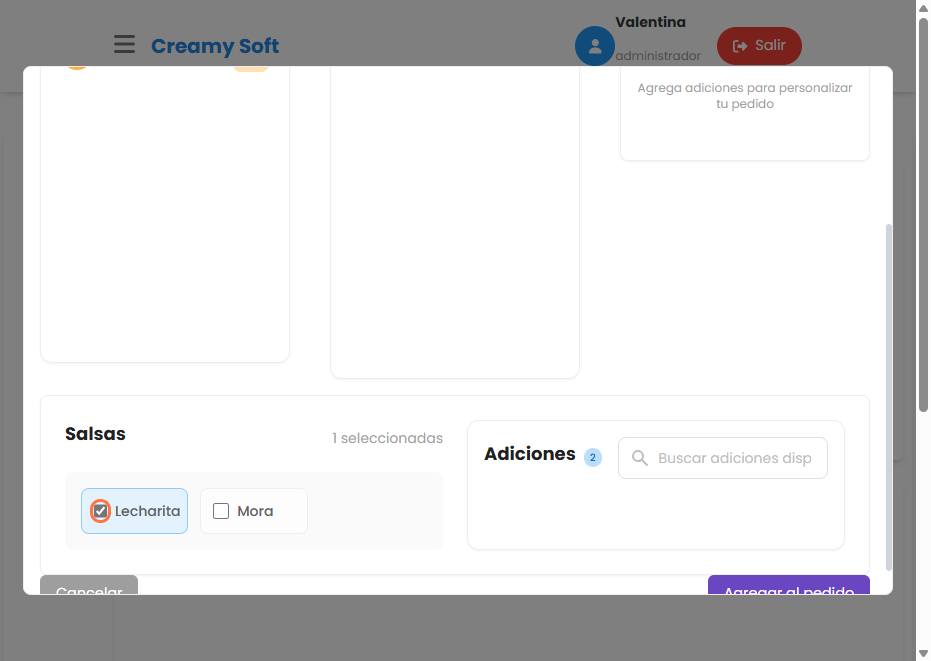 Creamy Soft
Valentina
administrador
Salir
Agrega adiciones para personalizar
tu pedido
Salsas
1 seleccionadas
Lecharita
Mora
Adiciones 2
Buscar adiciones disp
Cancelar
Agregar al pedido